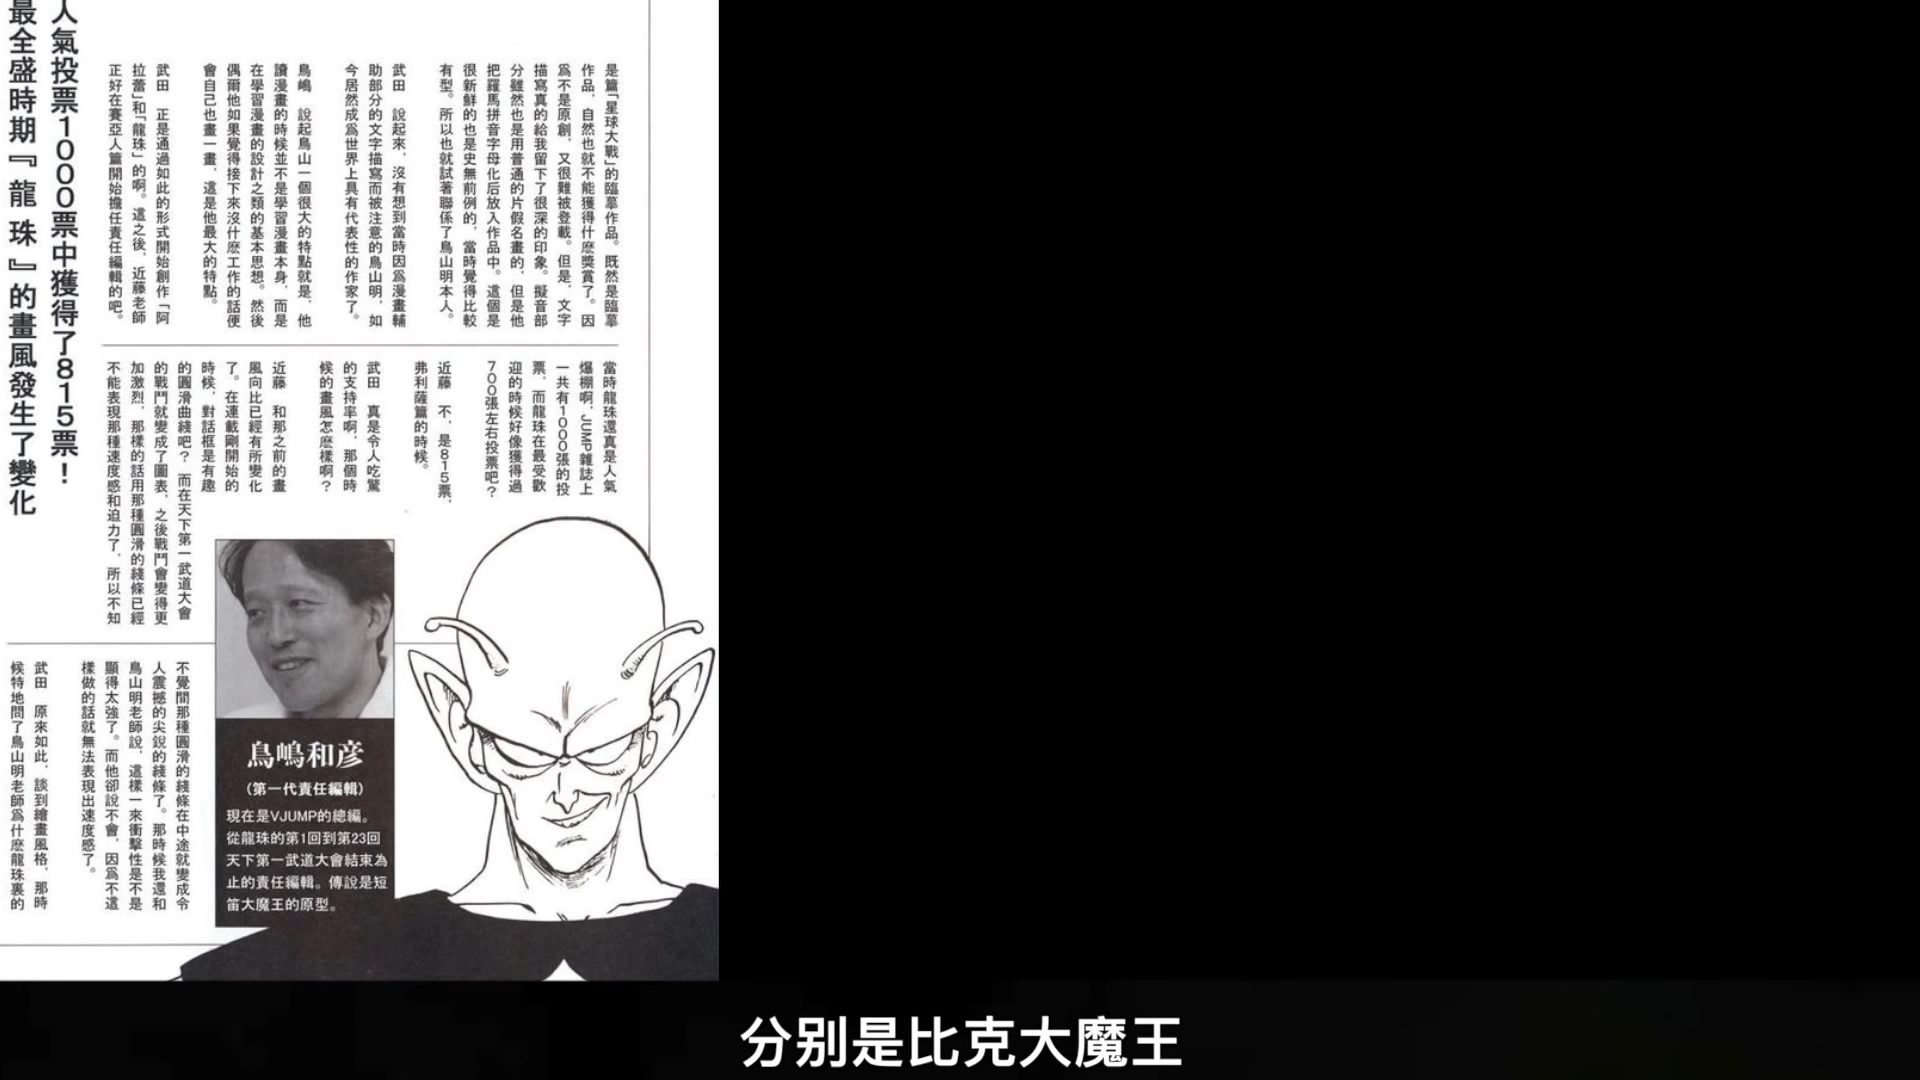 是篇「星球大戰」的臨摹作品。既然是臨摹
作品，自然也就不能獲得什麽獎賞了。因
爲不是原創，又很難被登載。但是，文字
描寫真的給我留下了很深的印象。擬音部
分雖然也是用普通的片假名畫的，但是他
把羅馬拼音字母化后放入作品中。這個是
很新鮮的也是史無前例的，當時覺得比較
有型。所以也就試著聯係了鳥山明本人。
武田　說起來，沒有想到當時因爲漫畫輔
助部分的文字描寫而被注意的鳥山明，如
今居然成爲世界上具有代表性的作家了。
鳥嶋　說起鳥山一個很大的特點就是，他
讀漫畫的時候並不是學習漫畫本身，而是
在學習漫畫的設計之類的基本思想。然後
偶爾他如果覺得接下來沒什麽工作的話便
會自己也畫一畫，這是他最大的特點。
武田　正是通過如此的形式開始創作「阿
拉蕾」和「龍珠」的啊。這之後，近藤老師
正好在賽亞人篇開始擔任責任編輯的吧。
人氣投票1000票中獲得了815票！
最全盛時期『龍珠』的畫風發生了變化
當時龍珠還真是人氣
爆棚啊，JUMP雜誌上
一共有1000張的投
票，而龍珠在最受歡
迎的時候好像獲得過
700張左右投票吧？
近藤　不，是815票，
弗利薩篇的時候。
武田　真是令人吃驚
的支持率啊，那個時
候的畫風怎麽樣啊？
近藤　和那之前的畫
風向比已經有所變化
了。在連載剛開始的
時候，對話框是有趣
的圓滑曲綫吧？　而在天下第一武道大會
的戰鬥就變成了圖表，之後戰鬥會變得更
加激烈，那樣的話用那種圓滑的綫條已經
不能表現那種速度感和迫力了，所以不知
不覺間那種圓滑的綫條在中途就變成令
人震撼的尖銳的綫條了。那時候我還和
鳥山明老師說，這樣一來衝擊性是不是
顯得太強了。而他卻說不會，因爲不這
樣做的話就無法表現出速度感了。
武田　原來如此，談到繪畫風格，那時
候特地問了鳥山明老師爲什麽龍珠裏的
鳥嶋和彥
（第一代責任編輯）
現在是VJUMP的總編。
從龍珠的第1回到第23回
天下第一武道大會結束為
止的責任編輯。傳說是短
笛大魔王的原型。
分别是比克大魔王